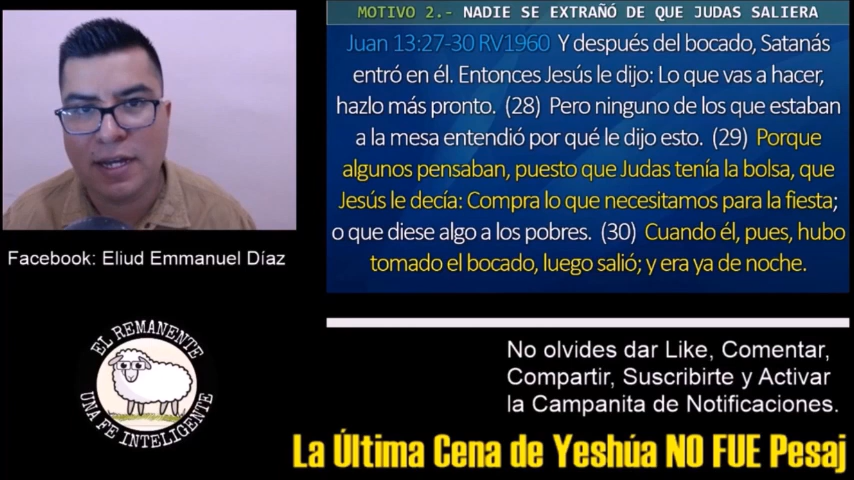 MOTIVO 2.- NADIE SE EXTRAÑÓ DE QUE JUDAS SALIERA
Juan 13:27-30 RV1960 Y después del bocado, Satanás
entró en él. Entonces Jesús le dijo: Lo que vas a hacer,
hazlo más pronto. (28) Pero ninguno de los que estaban
a la mesa entendió por qué le dijo esto. (29) Porque
algunos pensaban, puesto que Judas tenía la bolsa, que
Jesús le decía: Compra lo que necesitamos para la fiesta;
o que diese algo a los pobres. (30) Cuando él, pues, hubo
tomado el bocado, luego salió; y era ya de noche.
Facebook: Eliud Emmanuel Díaz
EL REMANENTE
UNA FE INTELIGENTE
No olvides dar Like, Comentar,
Compartir, Suscribirte y Activar
la Campanita de Notificaciones.
La Última Cena de Yeshúa NO FUE Pesaj